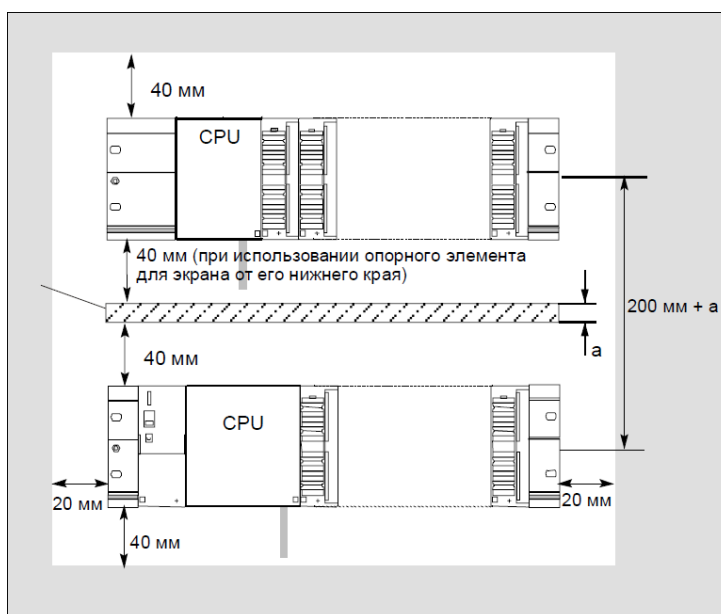 40 мм
CPU
40 мм (при использовании опорного элемента
для экрана от его нижнего края)
200 мм + а
а
40 мм
CPU
20 мм
20 мм
40 мм